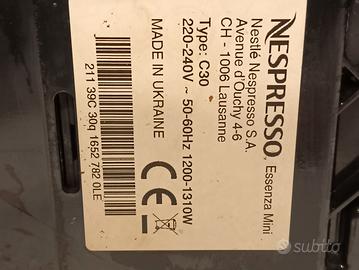 NESPRESSO® Essenza Mini
Nestlé Nespresso S.A.
Avenue d'Ouchy 4-6
CH - 1006 Lausanne
Type: C30
220-240V ~ 50-60Hz 1200-1310W
MADE IN UKRAINE
CE
211 39C 30q 1652 782 0LE
subito